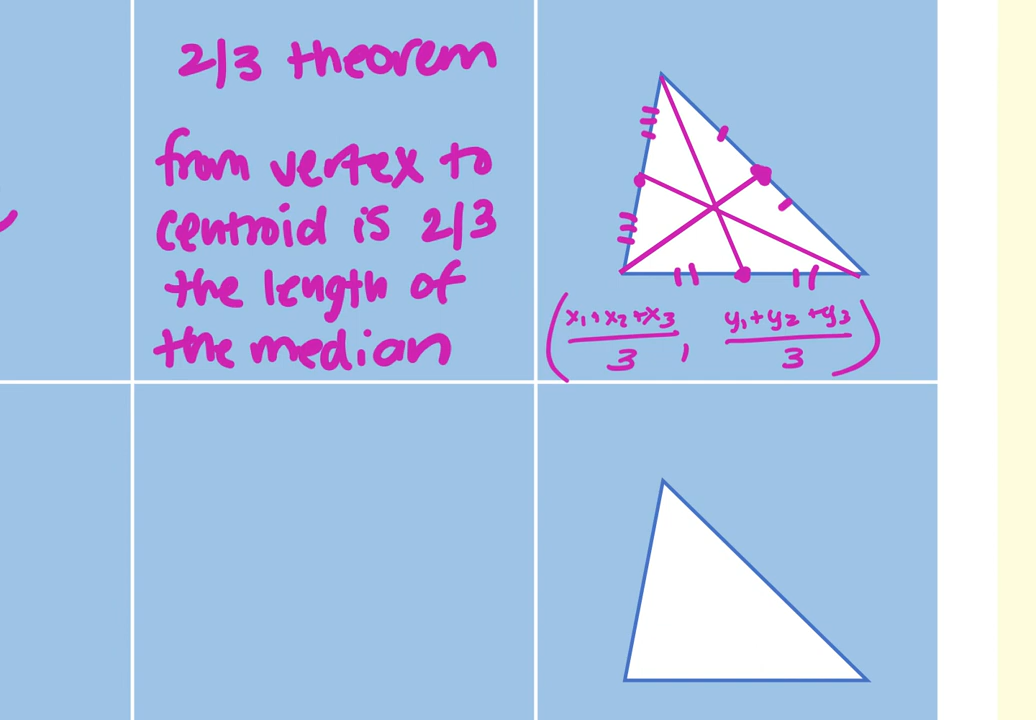 2/3 theorem
from vertex to
centroid is 2/3
the length of
the median
(x₁+x₂+x₃/3, y₁+y₂+y₃/3)